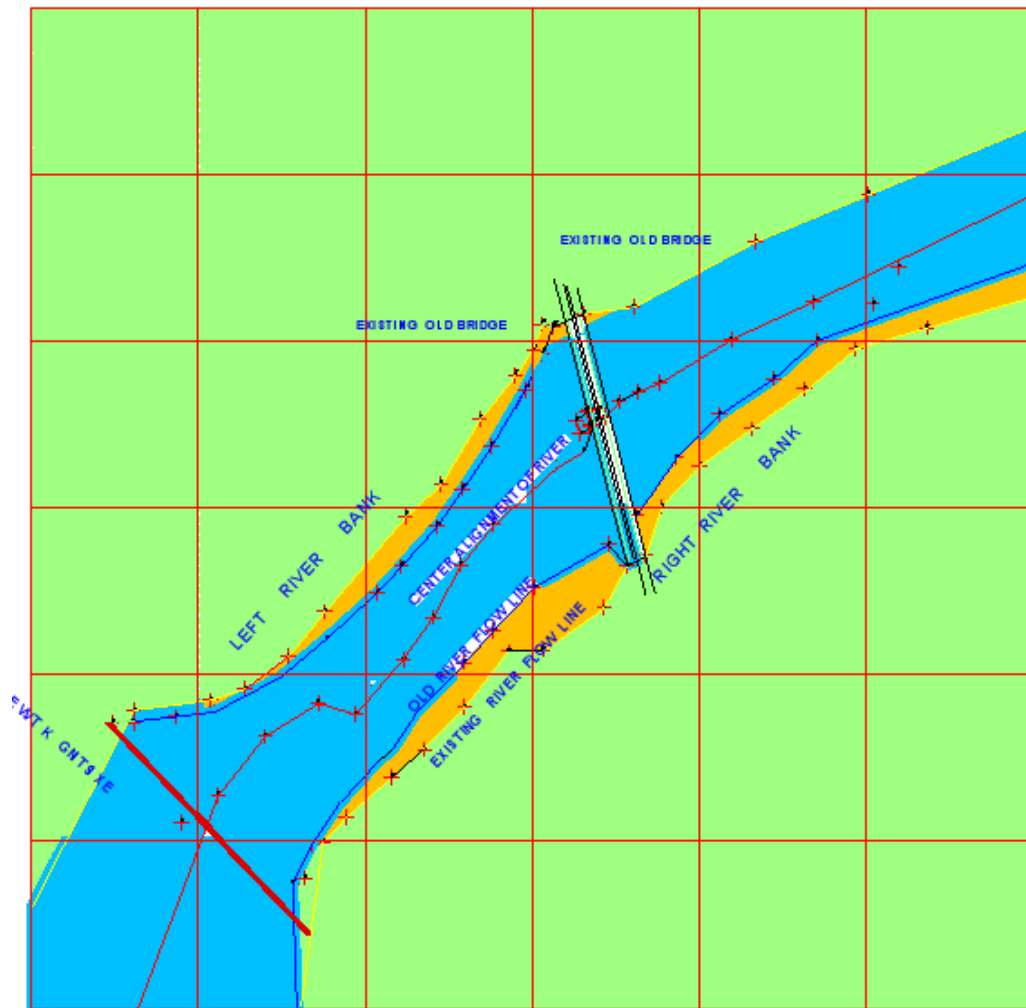 EXISTING OLD BRIDGE
EXISTING OLD BRIDGE
LEFT RIVER BANK
CENTER ALIGNMENT OF RIVER
RIGHT RIVER BANK
OLD RIVER FLOW LINE
EXISTING RIVER FLOW LINE